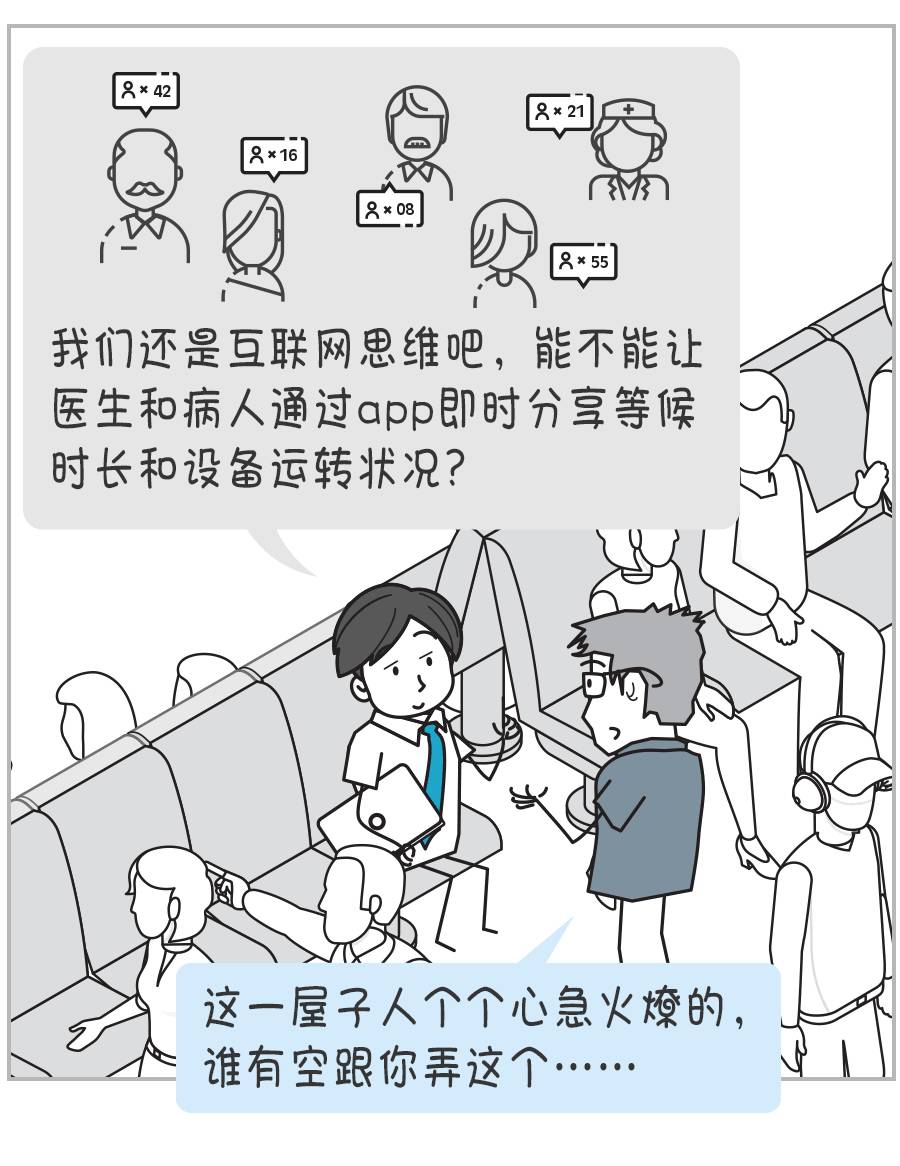 × 42
× 16
× 08
× 21
× 55
我们还是互联网思维吧，能不能让
医生和病人通过app即时分享等候
时长和设备运转状况？
这一屋子人个个心急火燎的，
谁有空跟你弄这个……